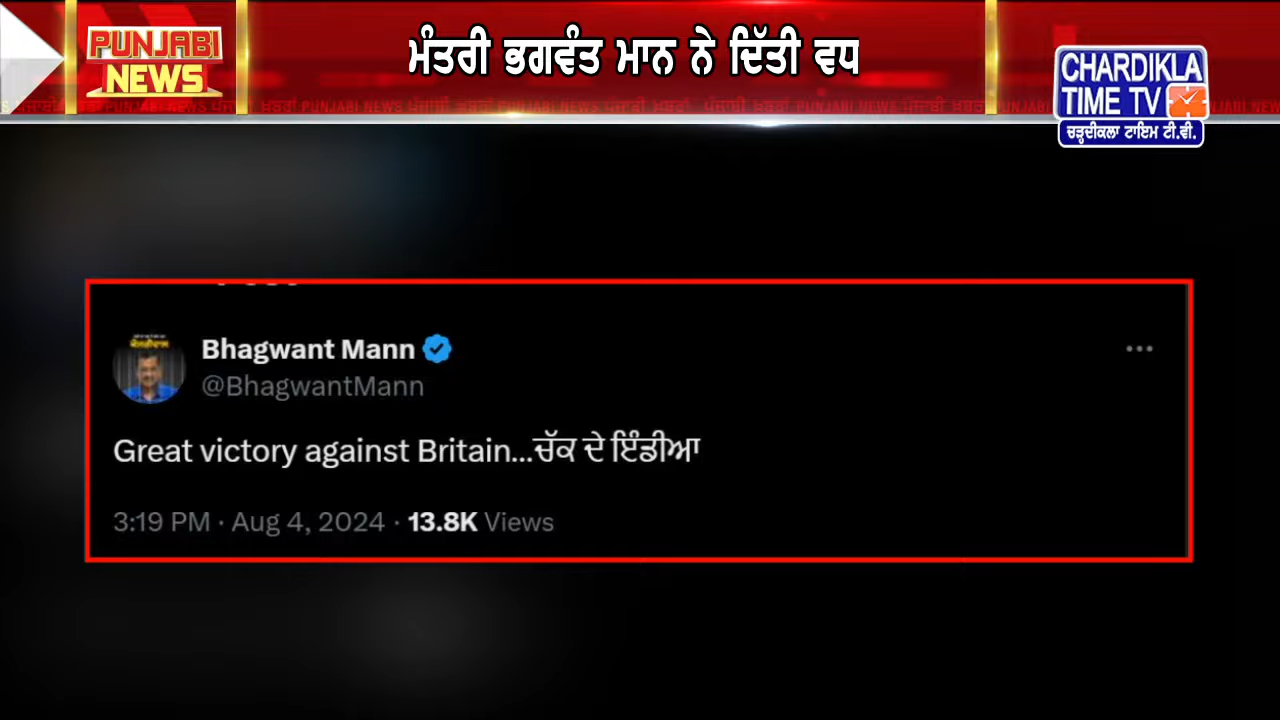 PUNJABI
NEWS
ਮੰਤਰੀ ਭਗਵੰਤ ਮਾਨ ਨੇ ਦਿੱਤੀ ਵਧ
CHARDIKLA
TIME TV
ਚੜ੍ਹਦੀਕਲਾ ਟਾਇਮ ਟੀ.ਵੀ.
Bhagwant Mann
@BhagwantMann
Great victory against Britain...ਚੱਕ ਦੇ ਇੰਡੀਆ
3:19 PM · Aug 4, 2024 · 13.8K Views